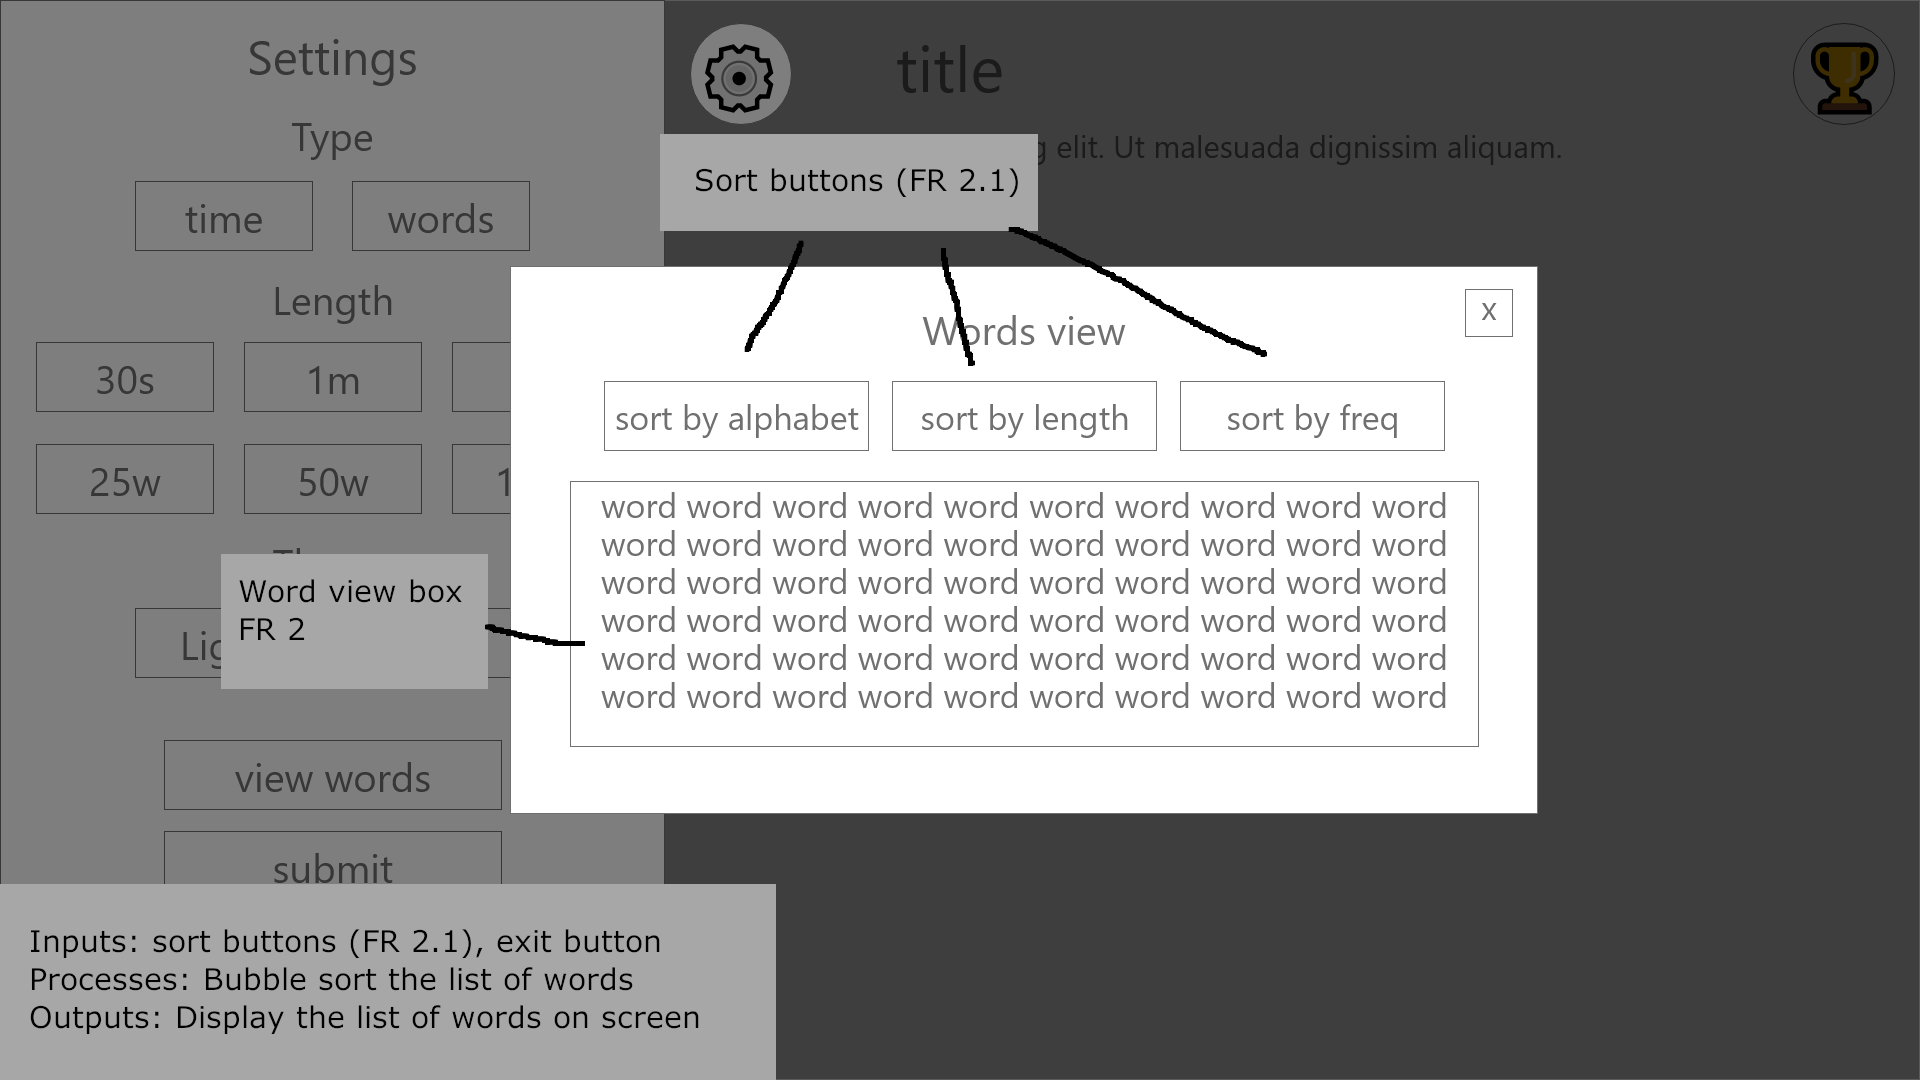 Settings
title
Type
elit. Ut malesuada dignissim aliquam.
Sort buttons (FR 2.1)
time
words
Length
30s
1m
25w
50w
Words view
X
sort by alphabet
sort by length
sort by freq
word word word word word word word word word word
word word word word word word word word word word
word word word word word word word word word word
word word word word word word word word word word
word word word word word word word word word word
word word word word word word word word word word
Word view box
FR 2
view words
submit
Inputs: sort buttons (FR 2.1), exit button
Processes: Bubble sort the list of words
Outputs: Display the list of words on screen